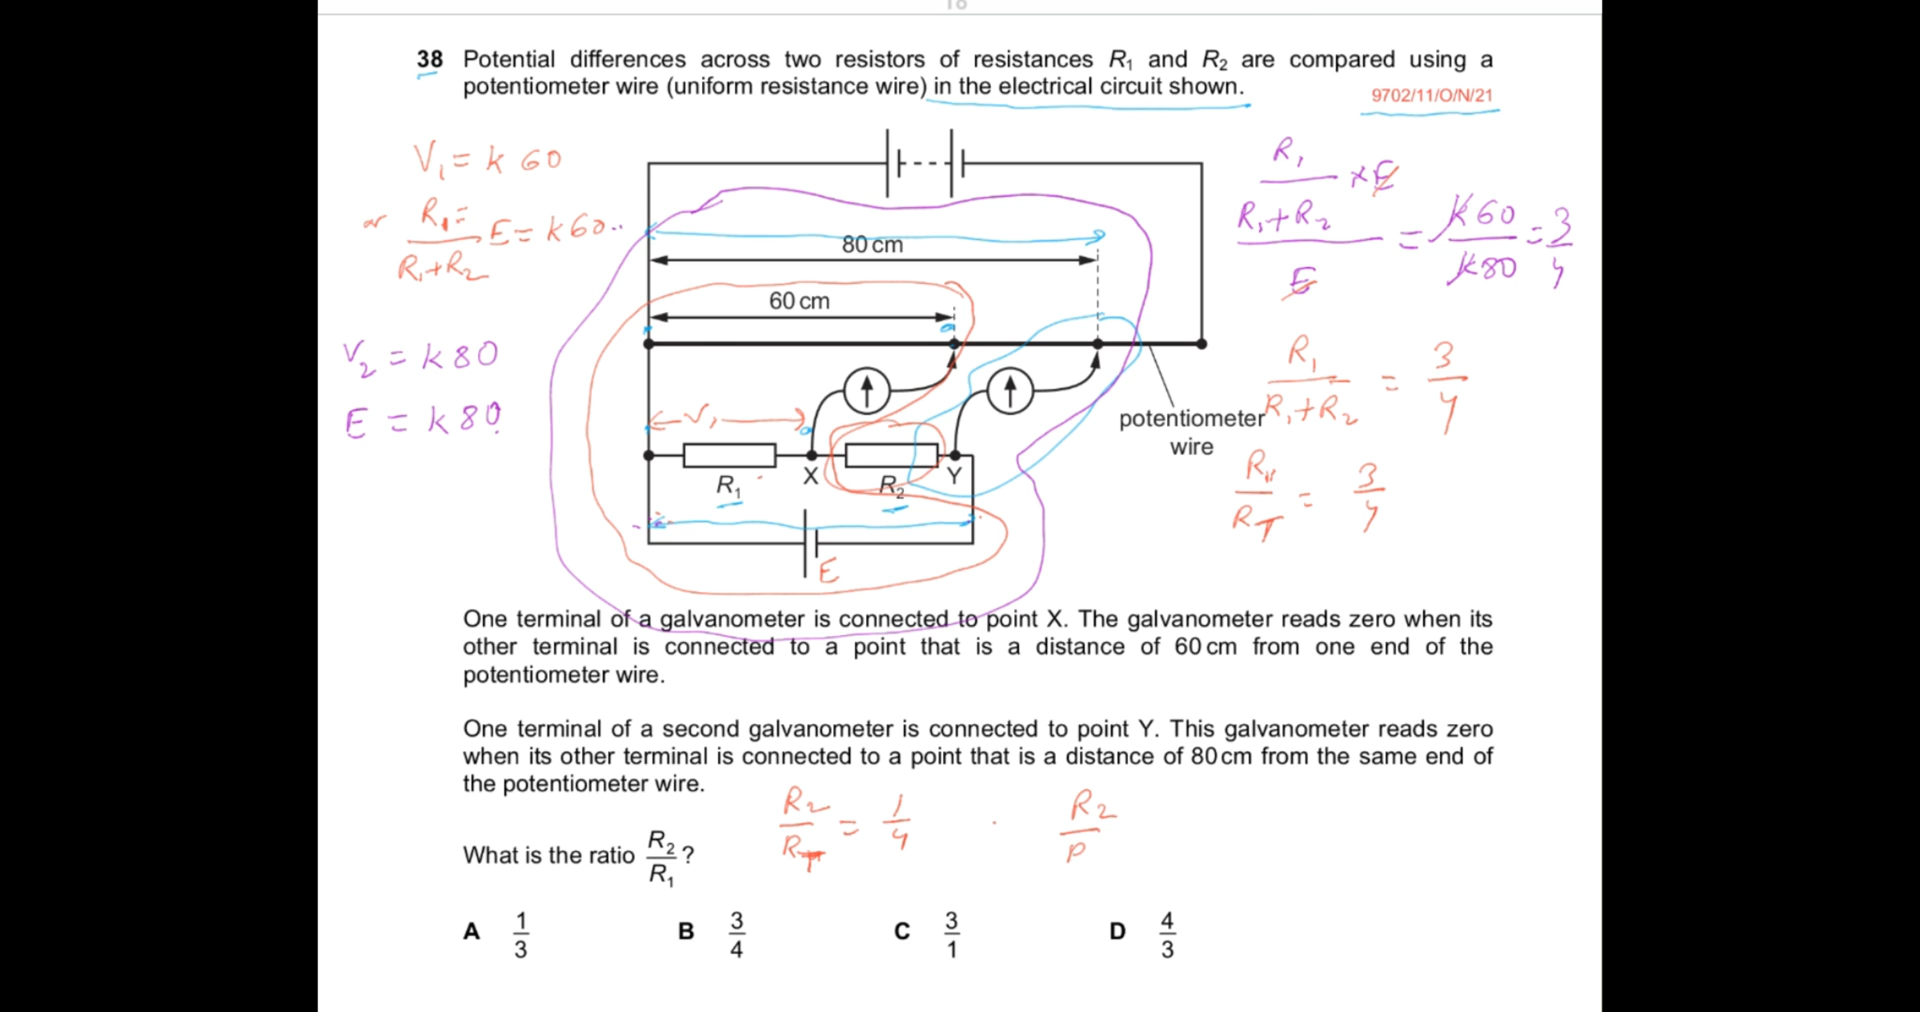 18
38 Potential differences across two resistors of resistances R₁ and R₂ are compared using a
potentiometer wire (uniform resistance wire) in the electrical circuit shown.
9702/11/O/N/21
V₁ = k 60
or R₁ = / R₁+R₂ E = k60..
V₂ = k 80
E = k 80
R₁ / R₁+R₂ × E / E = k60 / k80 = 3 / 4
80 cm
60 cm
R₁ / R₁+R₂ = 3 / 4
V₁
potentiometer
wire
R₁ X R₂ Y
R₁ / R_T = 3 / 4
E
One terminal of a galvanometer is connected to point X. The galvanometer reads zero when its
other terminal is connected to a point that is a distance of 60 cm from one end of the
potentiometer wire.
One terminal of a second galvanometer is connected to point Y. This galvanometer reads zero
when its other terminal is connected to a point that is a distance of 80 cm from the same end of
the potentiometer wire.
R₂ / R_T = 1 / 4 R₂ / P
What is the ratio R₂ / R₁ ?
A 1/3 B 3/4 C 3/1 D 4/3